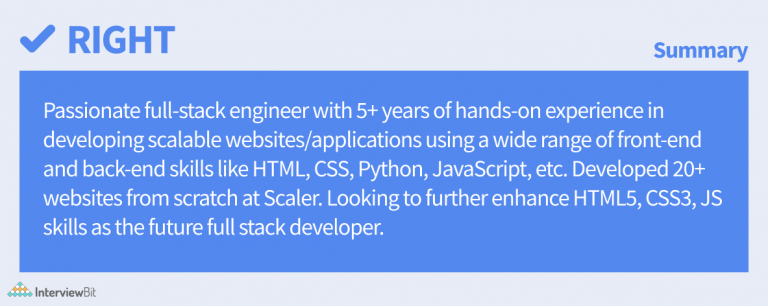 RIGHT
Summary
Passionate full-stack engineer with 5+ years of hands-on experience in
developing scalable websites/applications using a wide range of front-end
and back-end skills like HTML, CSS, Python, JavaScript, etc. Developed 20+
websites from scratch at Scaler. Looking to further enhance HTML5, CSS3, JS
skills as the future full stack developer.
InterviewBit